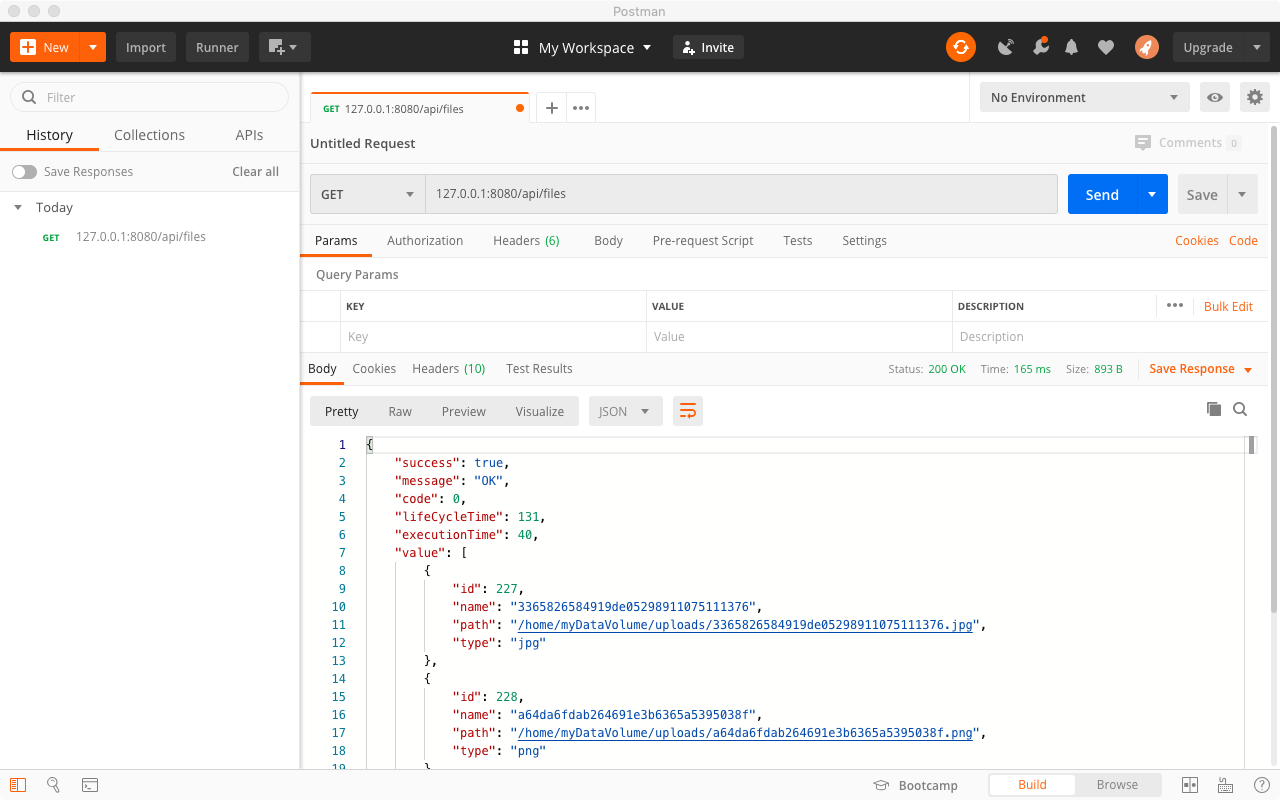 Postman
New
Import
Runner
My Workspace
Invite
Upgrade
Filter
History Collections APIs
Save Responses Clear all
Today
GET 127.0.0.1:8080/api/files
GET 127.0.0.1:8080/api/files
No Environment
Untitled Request
Comments 0
GET 127.0.0.1:8080/api/files Send Save
Params Authorization Headers (6) Body Pre-request Script Tests Settings Cookies Code
Query Params
KEY VALUE DESCRIPTION Bulk Edit
Key Value Description
Body Cookies Headers (10) Test Results Status: 200 OK Time: 165 ms Size: 893 B Save Response
Pretty Raw Preview Visualize JSON
1 {
2 "success": true,
3 "message": "OK",
4 "code": 0,
5 "lifeCycleTime": 131,
6 "executionTime": 40,
7 "value": [
8 {
9 "id": 227,
10 "name": "3365826584919de05298911075111376",
11 "path": "/home/myDataVolume/uploads/3365826584919de05298911075111376.jpg",
12 "type": "jpg"
13 },
14 {
15 "id": 228,
16 "name": "a64da6fdab264691e3b6365a5395038f",
17 "path": "/home/myDataVolume/uploads/a64da6fdab264691e3b6365a5395038f.png",
18 "type": "png"
19 }
Bootcamp Build Browse